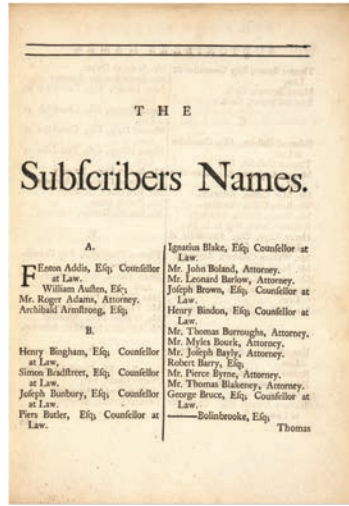 THE
Subſcribers Names.
A.
FEnton Addis, Eſq; Counſellor
at Law.
William Auſten, Eſq;
Mr. Roger Adams, Attorney.
Archibald Armſtrong, Eſq;
B.
Henry Bingham, Eſq; Counſellor
at Law,
Simon Bradſtreet, Eſq; Counſellor
at Law.
Joſeph Bunbury, Eſq; Counſellor
at Law.
Piers Butler, Eſq; Counſellor at
Law.
Ignatius Blake, Eſq; Counſellor at
Law.
Mr. John Boland, Attorney.
Mr. Leonard Barlow, Attorney.
Joſeph Brown, Eſq; Counſellor at
Law.
Henry Bindon, Eſq; Counſellor at
Law.
Mr. Thomas Burroughs, Attorney,
Mr. Myles Bourk, Attorney,
Mr. Joſeph Bayly, Attorney.
Robert Barry, Eſq;
Mr. Pierce Byrne, Attorney.
Mr. Thomas Blakeney, Attorney.
George Bruce, Eſq; Counſellor at
Law.
——Bolinbrooke, Eſq;
Thomas